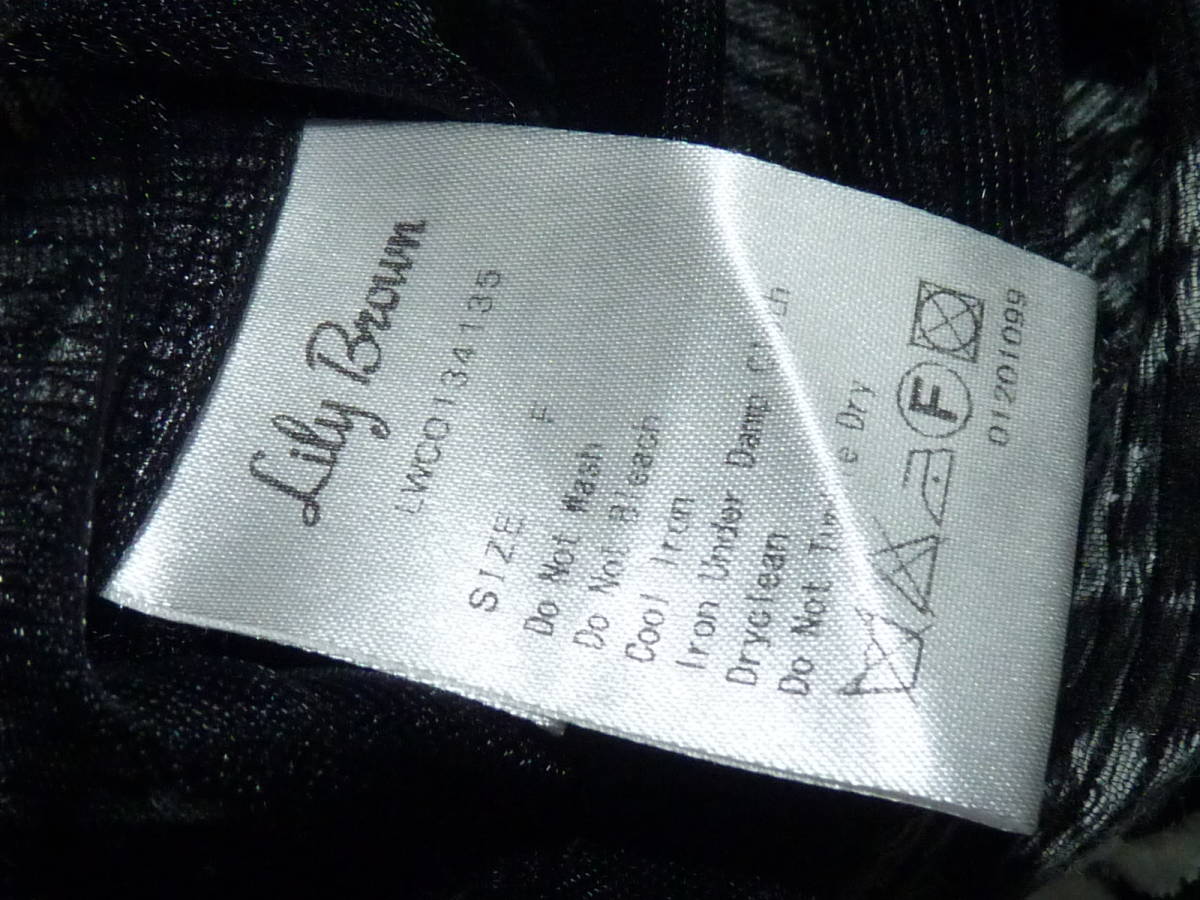 Lily Brown
LWCO134135
SIZE F
Do Not Wash
Do Not Bleach
Cool Iron
Iron Under Damp
Dryclean
Do Not Dry
F
01201099